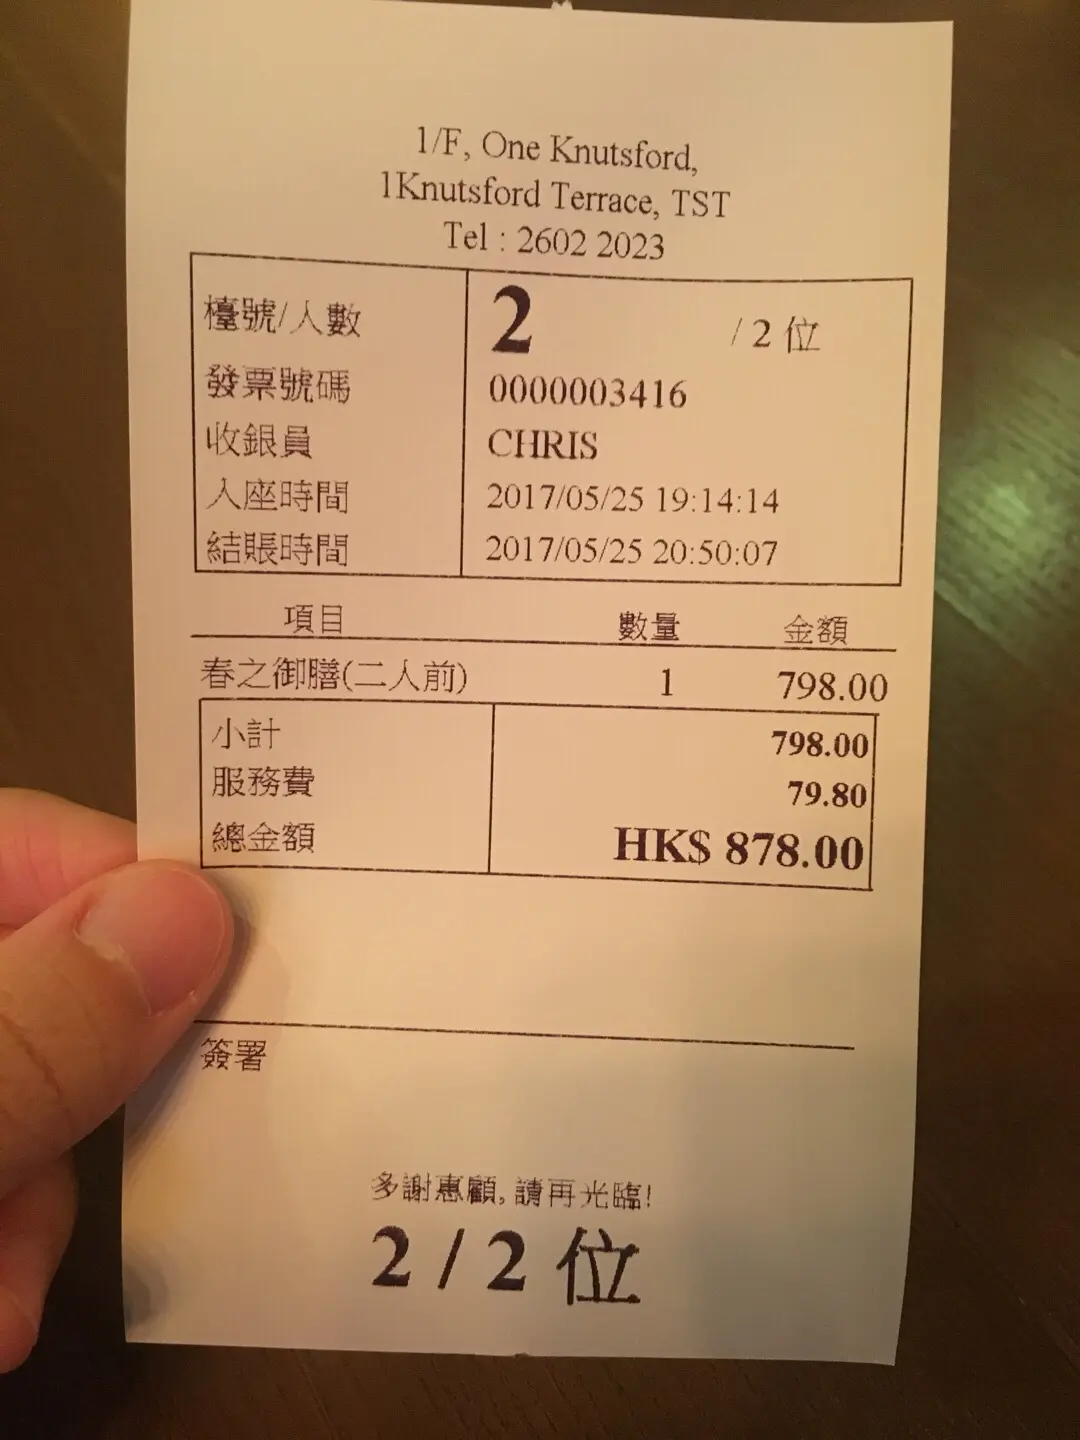 1/F, One Knutsford,
1Knutsford Terrace, TST
Tel : 2602 2023
檯號/人數 2 / 2 位
發票號碼 0000003416
收銀員 CHRIS
入座時間 2017/05/25 19:14:14
結賬時間 2017/05/25 20:50:07
項目 數量 金額
春之御膳(二人前) 1 798.00
小計 798.00
服務費 79.80
總金額 HK$ 878.00
簽署
多謝惠顧, 請再光臨!
2 / 2 位